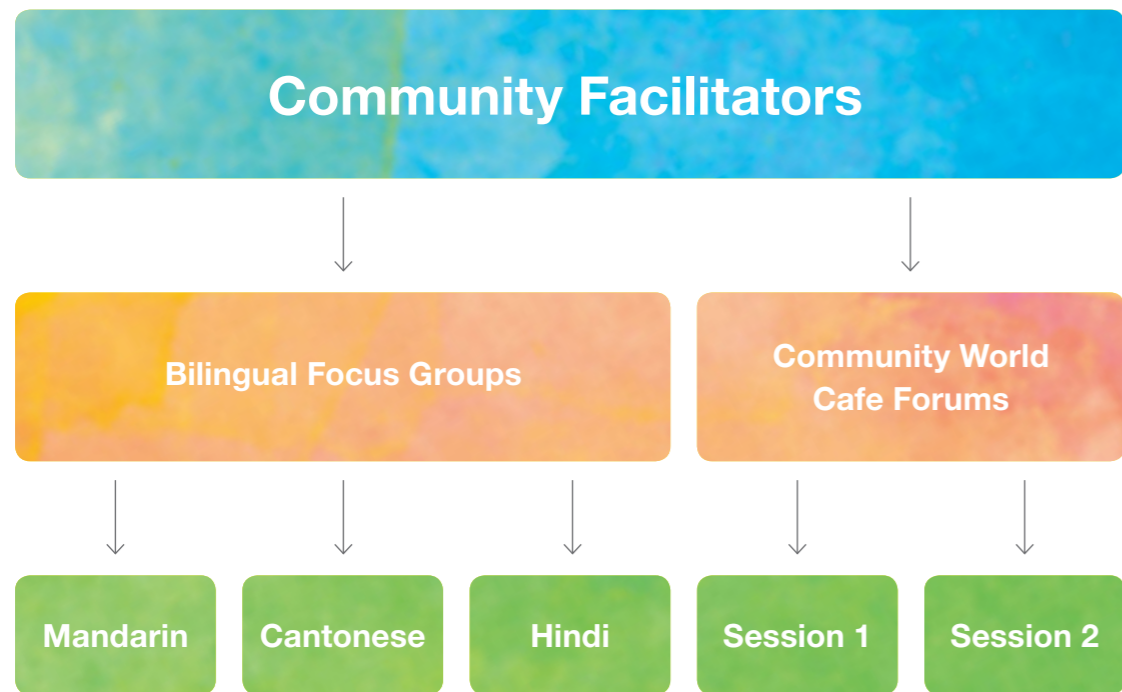 Community Facilitators
Bilingual Focus Groups
Community World
Cafe Forums
Mandarin
Cantonese
Hindi
Session 1
Session 2